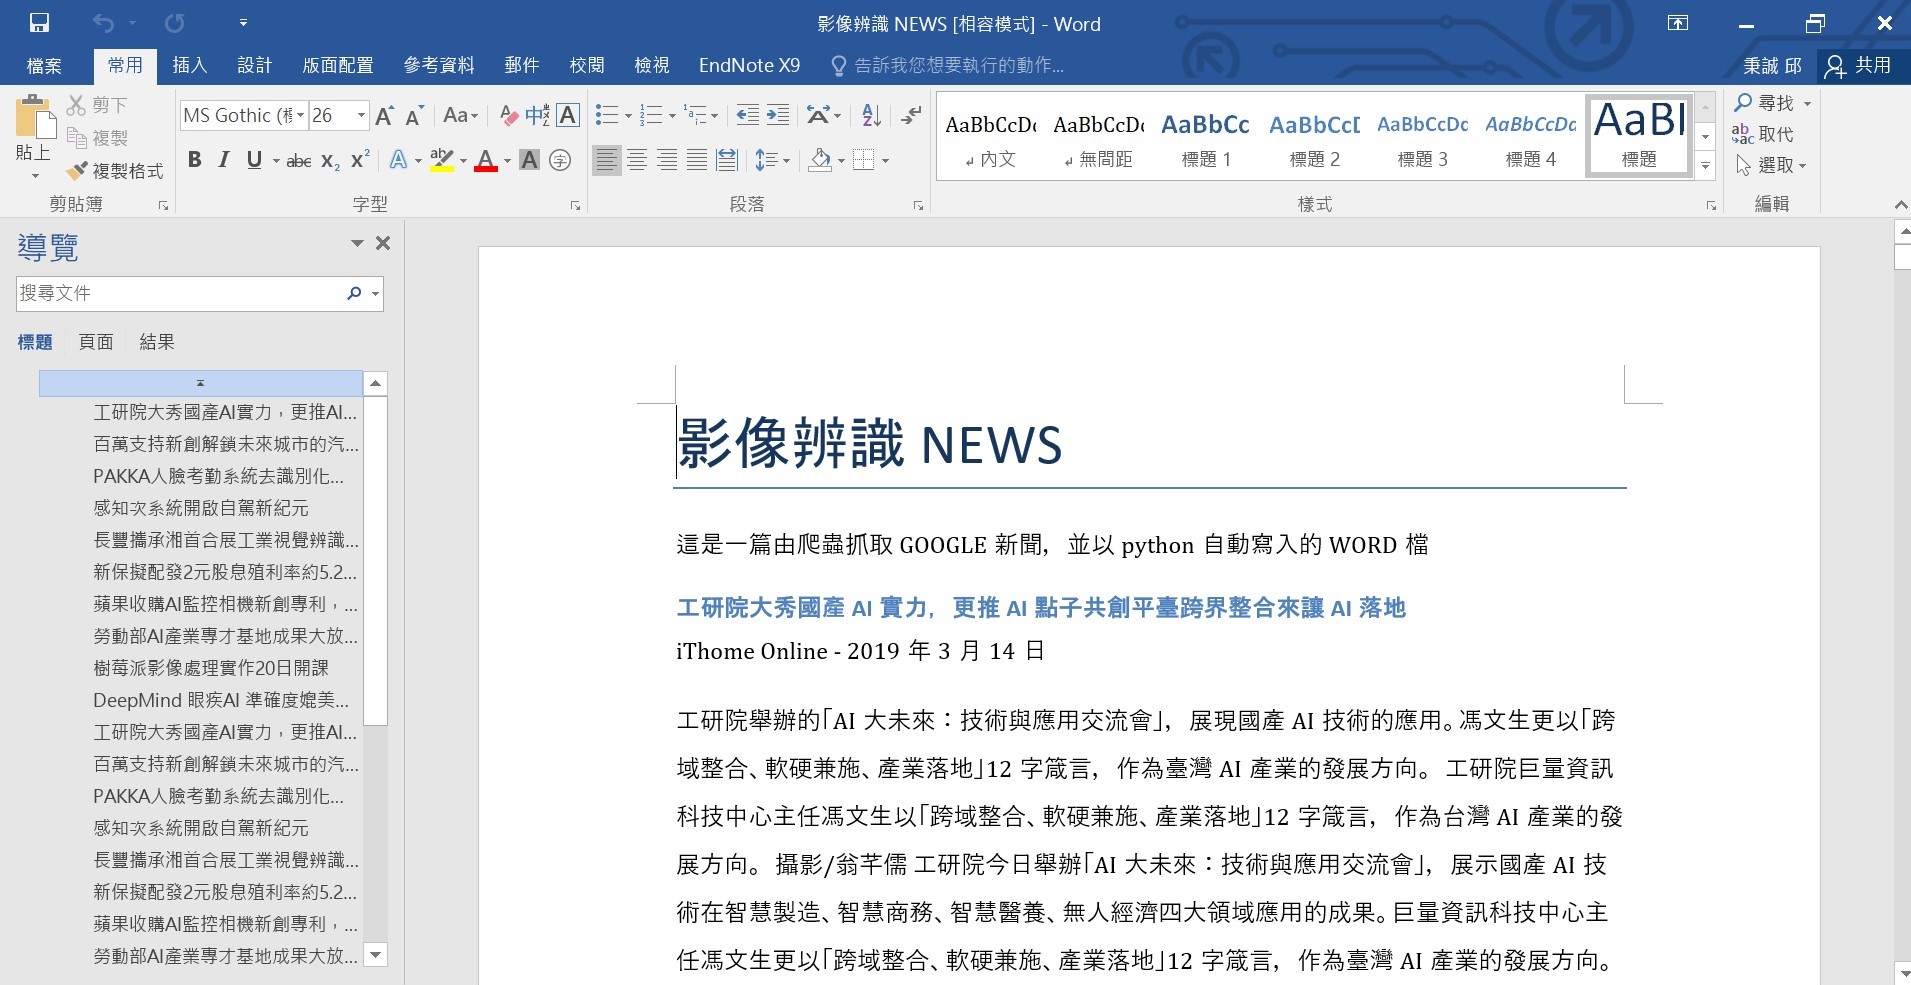 影像辨識 NEWS [相容模式] - Word
檔案 常用 插入 設計 版面配置 參考資料 郵件 校閱 檢視 EndNote X9 告訴我您想要執行的動作... 秉誠 邱 共用
貼上 剪下 複製 複製格式
MS Gothic ( 26 Aa 中 A
B I U abc X₂ X² A ab A A 字
AaBbCcDc AaBbCcDc AaBbCc AaBbCcD AaBbCcDc AaBbCcDc AaBl
內文 無間距 標題 1 標題 2 標題 3 標題 4 標題
尋找 取代 選取
剪貼簿 字型 段落 樣式 編輯
導覽
搜尋文件
標題 頁面 結果
工研院大秀國產AI實力，更推AI...
百萬支持新創解鎖未來城市的汽...
PAKKA人臉考勤系統去識別化...
感知次系統開啟自駕新紀元
長豐攜承湘首合展工業視覺辨識...
新保擬配發2元股息殖利率約5.2...
蘋果收購AI監控相機新創專利，...
勞動部AI產業專才基地成果大放...
樹莓派影像處理實作20日開課
DeepMind 眼疾AI 準確度媲美...
工研院大秀國產AI實力，更推AI...
百萬支持新創解鎖未來城市的汽...
PAKKA人臉考勤系統去識別化...
感知次系統開啟自駕新紀元
長豐攜承湘首合展工業視覺辨識...
新保擬配發2元股息殖利率約5.2...
蘋果收購AI監控相機新創專利，...
勞動部AI產業專才基地成果大放...
影像辨識 NEWS
這是一篇由爬蟲抓取 GOOGLE 新聞，並以 python 自動寫入的 WORD 檔
工研院大秀國產 AI 實力，更推 AI 點子共創平臺跨界整合來讓 AI 落地
iThome Online - 2019 年 3 月 14 日
工研院舉辦的「AI 大未來：技術與應用交流會」，展現國產 AI 技術的應用。馮文生更以「跨
域整合、軟硬兼施、產業落地」12 字箴言，作為臺灣 AI 產業的發展方向。 工研院巨量資訊
科技中心主任馮文生以「跨域整合、軟硬兼施、產業落地」12 字箴言，作為台灣 AI 產業的發
展方向。 攝影/翁芊儒 工研院今日舉辦「AI 大未來：技術與應用交流會」，展示國產 AI 技
術在智慧製造、智慧商務、智慧醫養、無人經濟四大領域應用的成果。巨量資訊科技中心主
任馮文生更以「跨域整合、軟硬兼施、產業落地」12 字箴言，作為臺灣 AI 產業的發展方向。